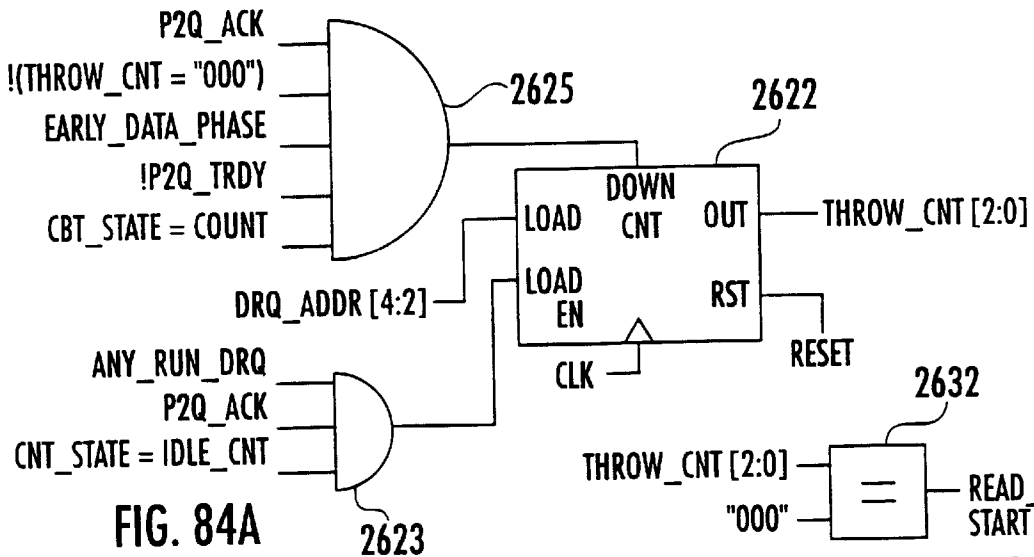 P2Q_ACK
!(THROW_CNT = "000")
EARLY_DATA_PHASE
!P2Q_TRDY
CBT_STATE = COUNT
2625
2622
LOAD
DOWN
CNT
OUT
THROW_CNT [2:0]
DRQ_ADDR [4:2]
LOAD
EN
RST
RESET
CLK
ANY_RUN_DRQ
P2Q_ACK
CNT_STATE = IDLE_CNT
2623
2632
THROW_CNT [2:0]
"000"
=
READ_
START
FIG. 84A